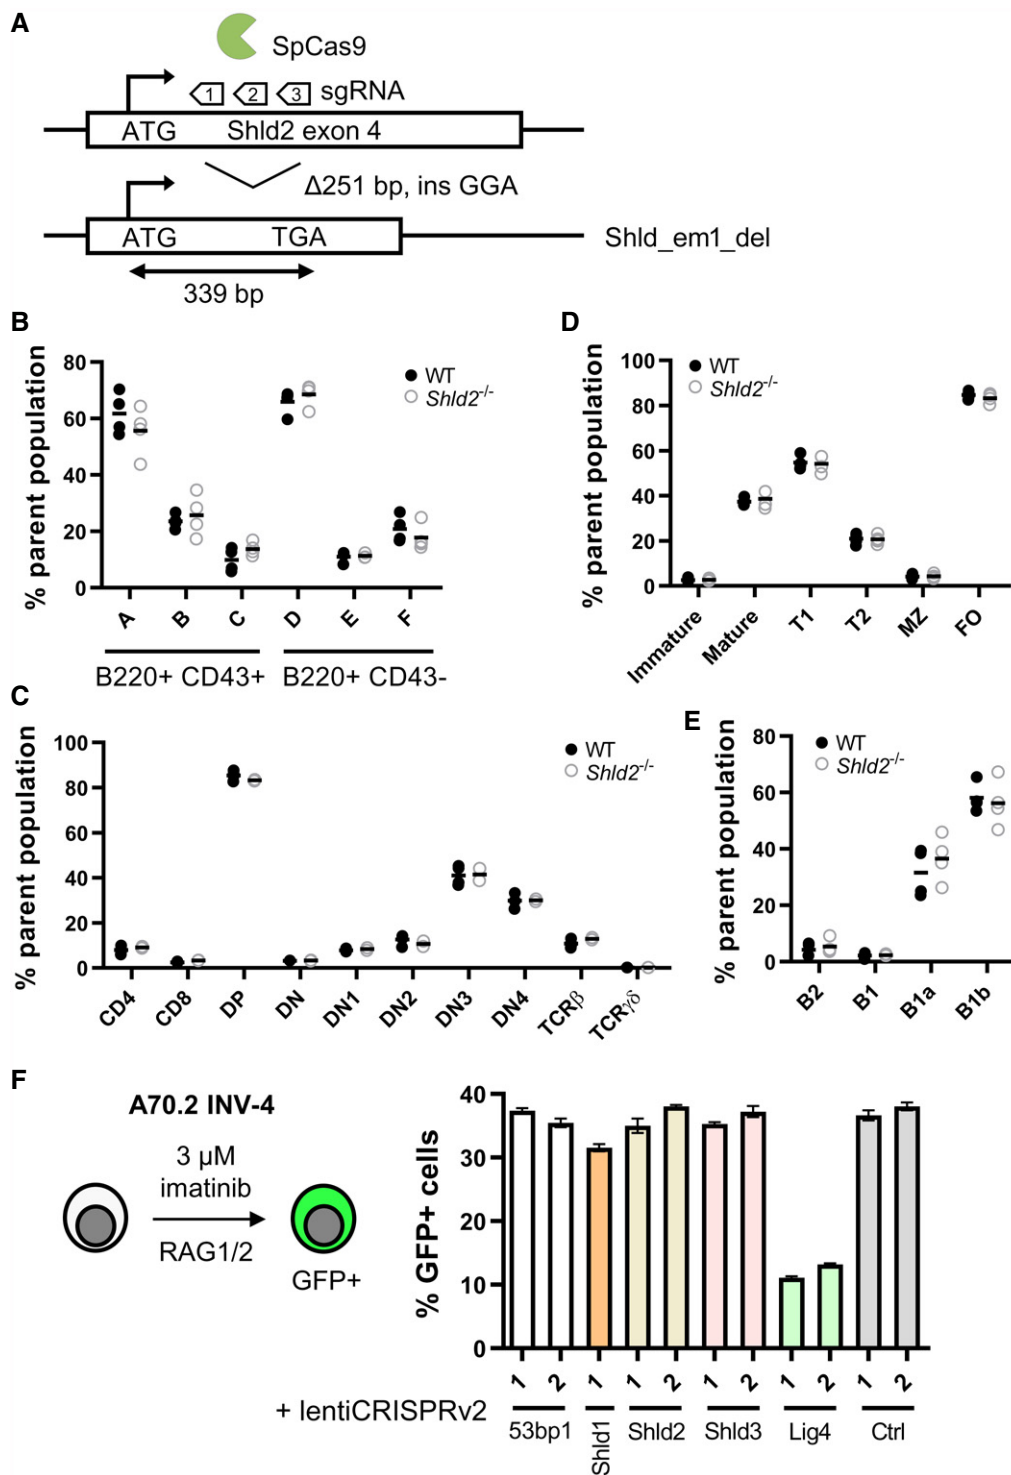 A
SpCas9
1 2 3 sgRNA
ATG Shld2 exon 4
Δ251 bp, ins GGA
ATG TGA Shld_em1_del
339 bp
B
% parent population
80
60
40
20
0
WT
Shld2-/-
A B C D E F
B220+ CD43+ B220+ CD43-
D
% parent population
100
80
60
40
20
0
WT
Shld2-/-
Immature Mature T1 T2 MZ FO
C
% parent population
100
80
60
40
20
0
WT
Shld2-/-
CD4 CD8 DP DN DN1 DN2 DN3 DN4 TCRβ TCRγδ
E
% parent population
80
60
40
20
0
WT
Shld2-/-
B2 B1 B1a B1b
F
A70.2 INV-4
3 µM
imatinib
RAG1/2
GFP+
% GFP+ cells
40
30
20
10
0
1 2 1 1 2 1 2 1 2 1 2
+ lentiCRISPRv2
53bp1 Shld1 Shld2 Shld3 Lig4 Ctrl